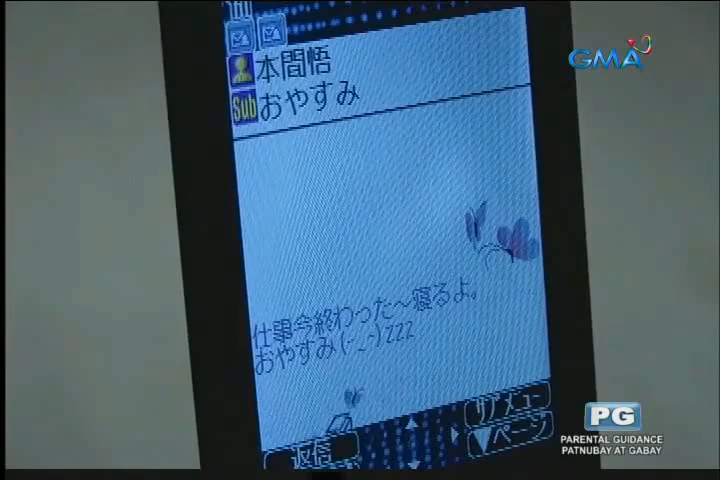 本間悟
GMA
Sub おやすみ
仕事今終わった～寝るよ。
おやすみ(-_-)zzz
サブメニュー
返信
▼ページ
PG
PARENTAL GUIDANCE
PATNUBAY AT GABAY